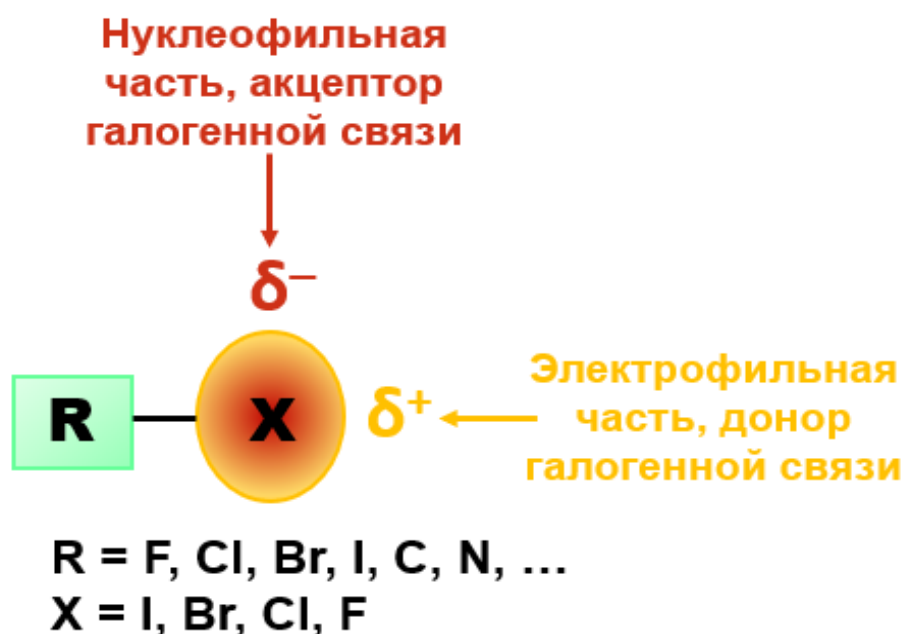 Нуклеофильная
часть, акцептор
галогенной связи
δ–
R
X
δ+
Электрофильная
часть, донор
галогенной связи
R = F, Cl, Br, I, C, N, ...
X = I, Br, Cl, F